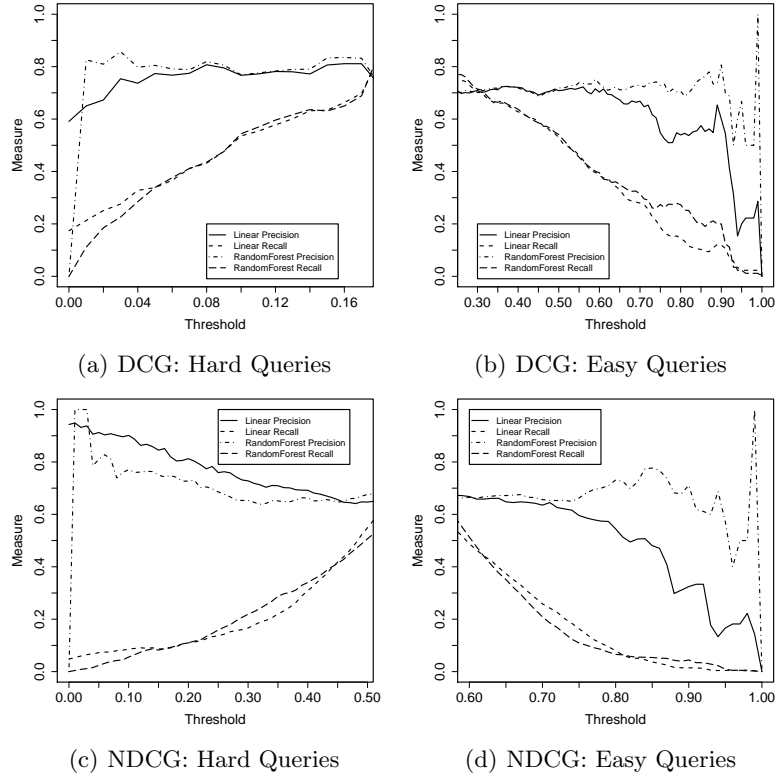 Measure
0.0 0.2 0.4 0.6 0.8 1.0
Linear Precision
Linear Recall
RandomForest Precision
RandomForest Recall
0.00 0.04 0.08 0.12 0.16
Threshold
(a) DCG: Hard Queries
Measure
0.0 0.2 0.4 0.6 0.8 1.0
Linear Precision
Linear Recall
RandomForest Precision
RandomForest Recall
0.30 0.40 0.50 0.60 0.70 0.80 0.90 1.00
Threshold
(b) DCG: Easy Queries
Measure
0.0 0.2 0.4 0.6 0.8 1.0
Linear Precision
Linear Recall
RandomForest Precision
RandomForest Recall
0.00 0.10 0.20 0.30 0.40 0.50
Threshold
(c) NDCG: Hard Queries
Measure
0.0 0.2 0.4 0.6 0.8 1.0
Linear Precision
Linear Recall
RandomForest Precision
RandomForest Recall
0.60 0.70 0.80 0.90 1.00
Threshold
(d) NDCG: Easy Queries